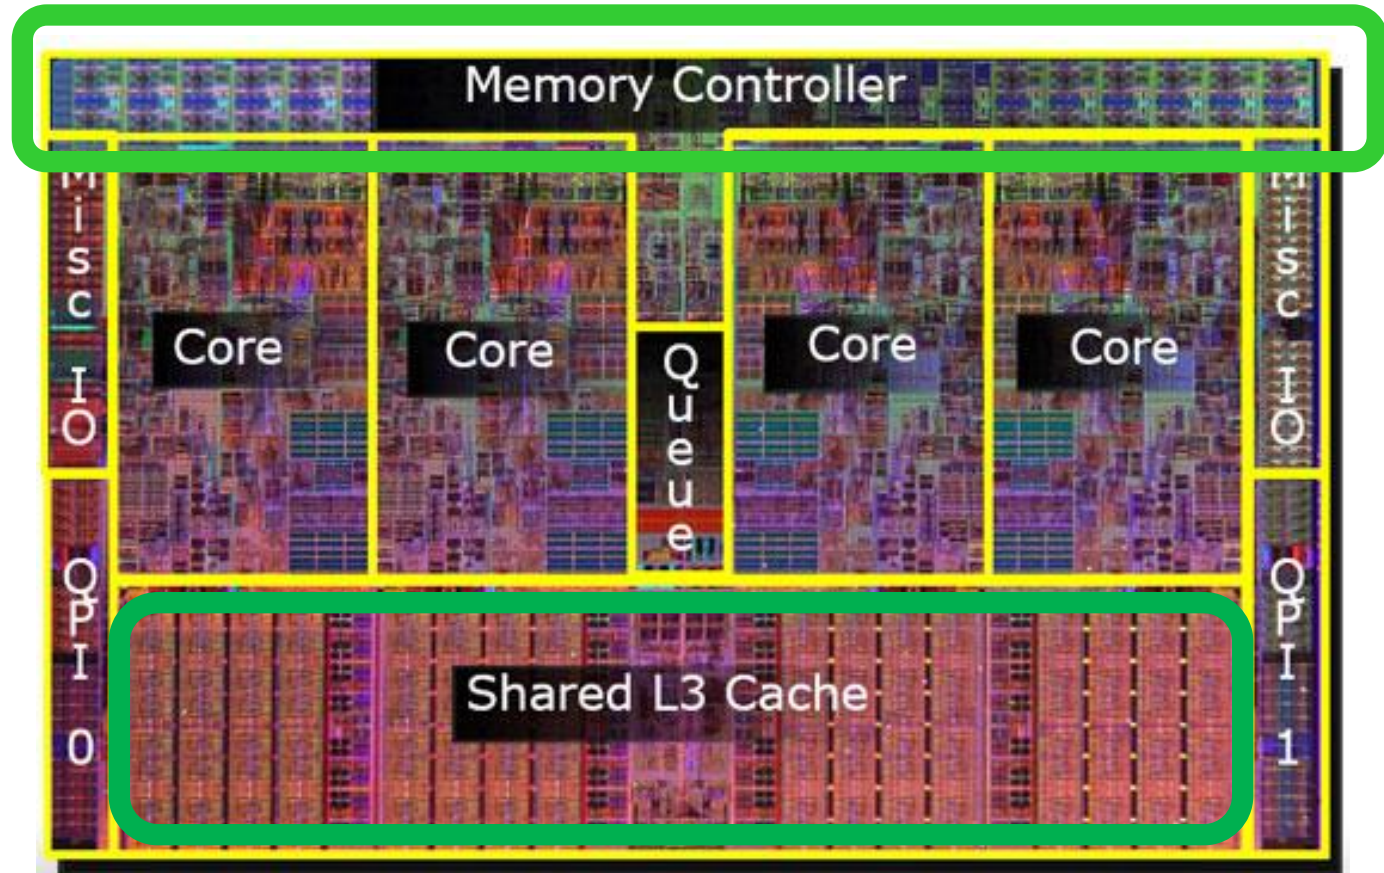 Memory Controller
Misc IO
Core
Core
Queue
Core
Core
Misc IO
QPI 0
Shared L3 Cache
QPI 1